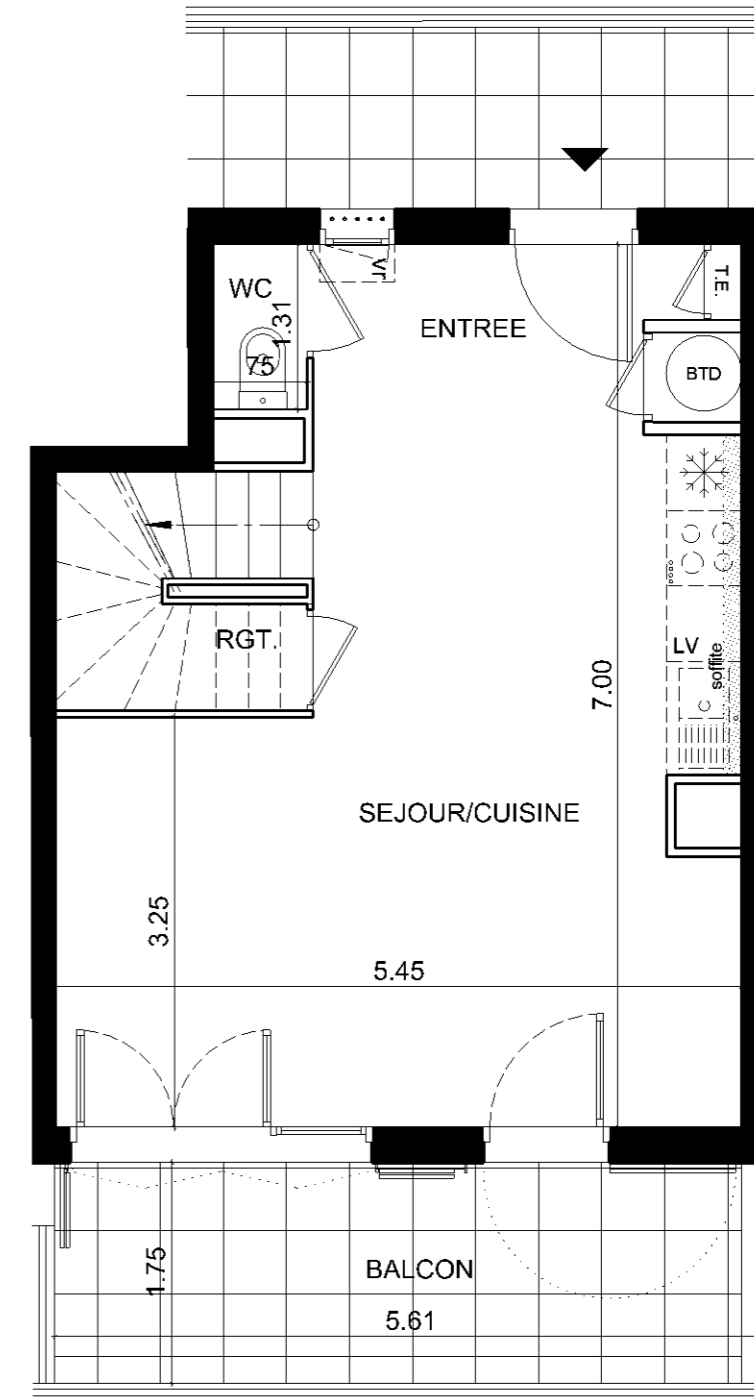 WC
1.31
75
Vr
ENTREE
T.E.
BTD
RGT.
LV
soffite
7.00
SEJOUR/CUISINE
3.25
5.45
1.75
BALCON
5.61